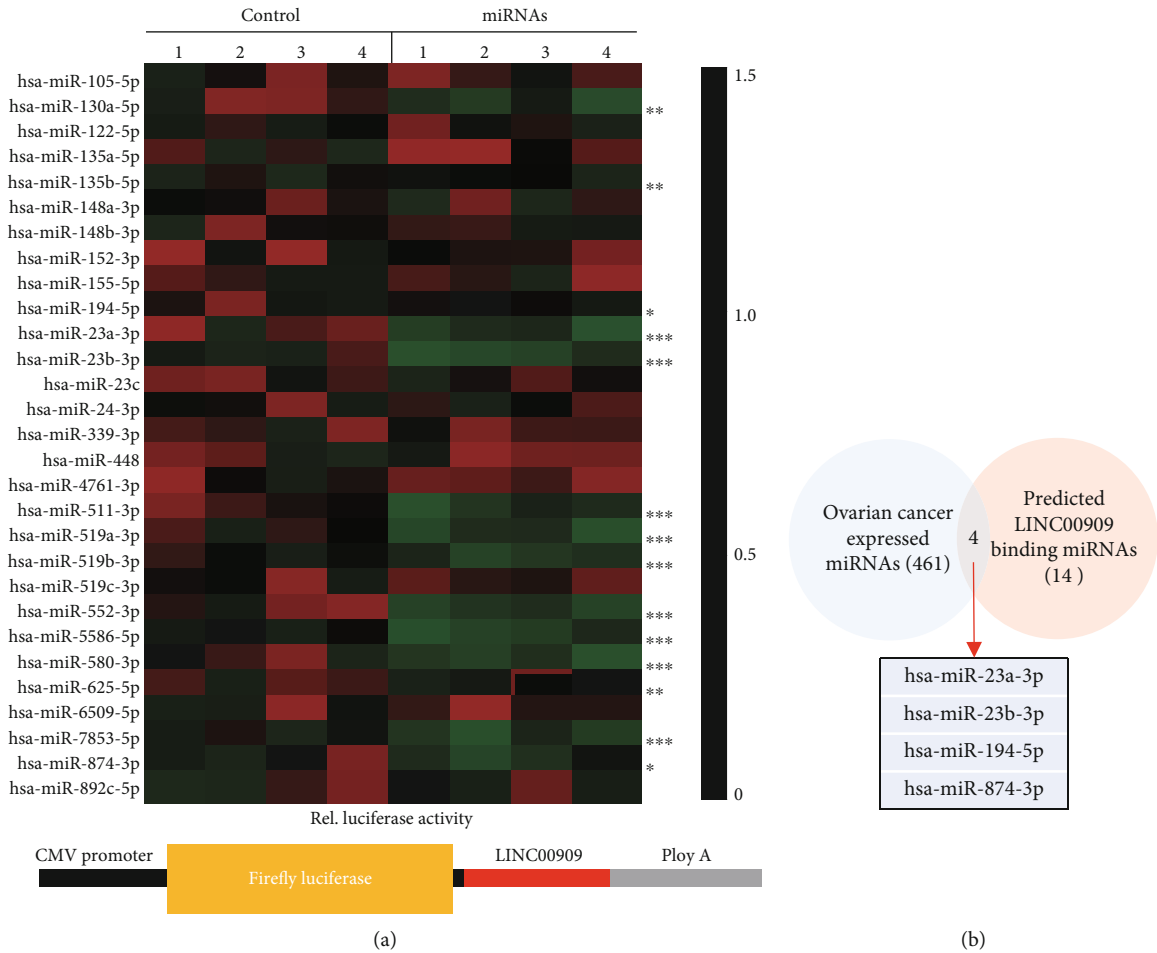 Control miRNAs
1 2 3 4 1 2 3 4
hsa-miR-105-5p
hsa-miR-130a-5p **
hsa-miR-122-5p
hsa-miR-135a-5p
hsa-miR-135b-5p **
hsa-miR-148a-3p
hsa-miR-148b-3p
hsa-miR-152-3p
hsa-miR-155-5p
hsa-miR-194-5p *
hsa-miR-23a-3p ***
hsa-miR-23b-3p ***
hsa-miR-23c
hsa-miR-24-3p
hsa-miR-339-3p
hsa-miR-448
hsa-miR-4761-3p
hsa-miR-511-3p ***
hsa-miR-519a-3p ***
hsa-miR-519b-3p ***
hsa-miR-519c-3p
hsa-miR-552-3p ***
hsa-miR-5586-5p ***
hsa-miR-580-3p ***
hsa-miR-625-5p **
hsa-miR-6509-5p
hsa-miR-7853-5p ***
hsa-miR-874-3p *
hsa-miR-892c-5p
1.5
1.0
0.5
0
Rel. luciferase activity
CMV promoter
Firefly luciferase
LINC00909
Ploy A
(a)
Ovarian cancer
expressed
miRNAs (461)
4
Predicted
LINC00909
binding miRNAs
(14 )
hsa-miR-23a-3p
hsa-miR-23b-3p
hsa-miR-194-5p
hsa-miR-874-3p
(b)